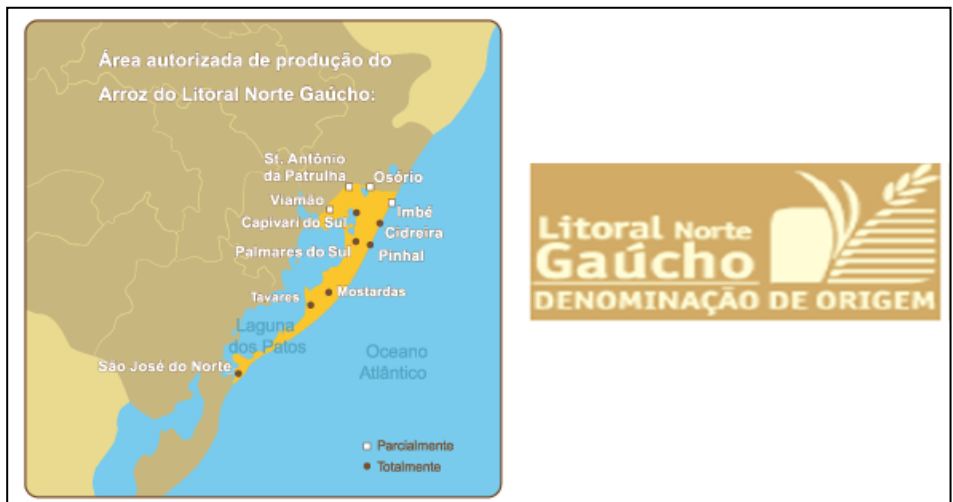 Área autorizada de produção do
Arroz do Litoral Norte Gaúcho:
St. Antônio
da Patrulha
Osório
Viamão
Imbé
Capivari do Sul
Cidreira
Palmares do Sul
Pinhal
Tavares
Mostardas
Laguna
dos Patos
Oceano
Atlântico
São José do Norte
Parcialmente
Totalmente
Litoral Norte
Gaúcho
DENOMINAÇÃO DE ORIGEM